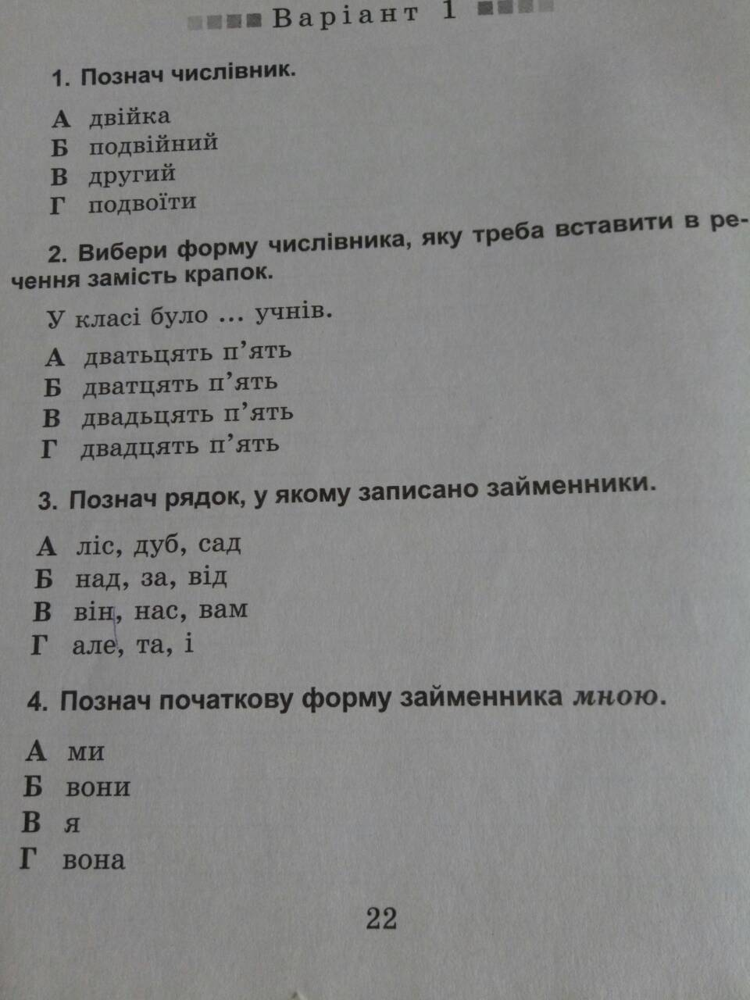 Варіант 1
1. Познач числівник.
А двійка
Б подвійний
В другий
Г подвоїти
2. Вибери форму числівника, яку треба вставити в ре-
чення замість крапок.
У класі було ... учнів.
А дватьцять п’ять
Б дватцять п’ять
В двадьцять п’ять
Г двадцять п’ять
3. Познач рядок, у якому записано займенники.
А ліс, дуб, сад
Б над, за, від
В він, нас, вам
Г але, та, і
4. Познач початкову форму займенника мною.
А ми
Б вони
В я
Г вона
22